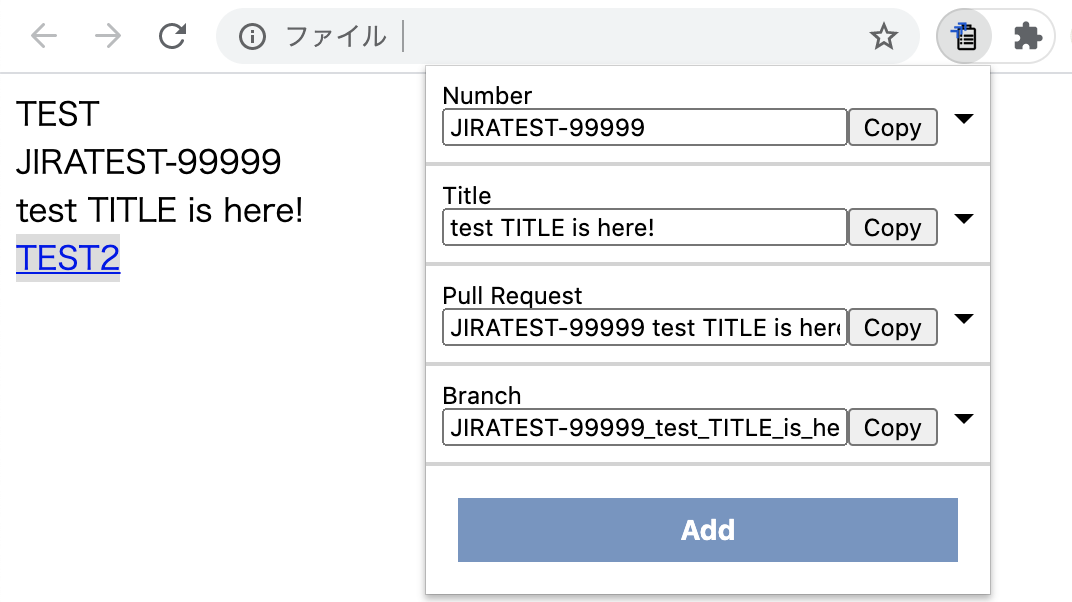 ファイル
TEST
JIRATEST-99999
test TITLE is here!
TEST2
Number
JIRATEST-99999
Copy
Title
test TITLE is here!
Copy
Pull Request
JIRATEST-99999 test TITLE is here
Copy
Branch
JIRATEST-99999_test_TITLE_is_he
Copy
Add